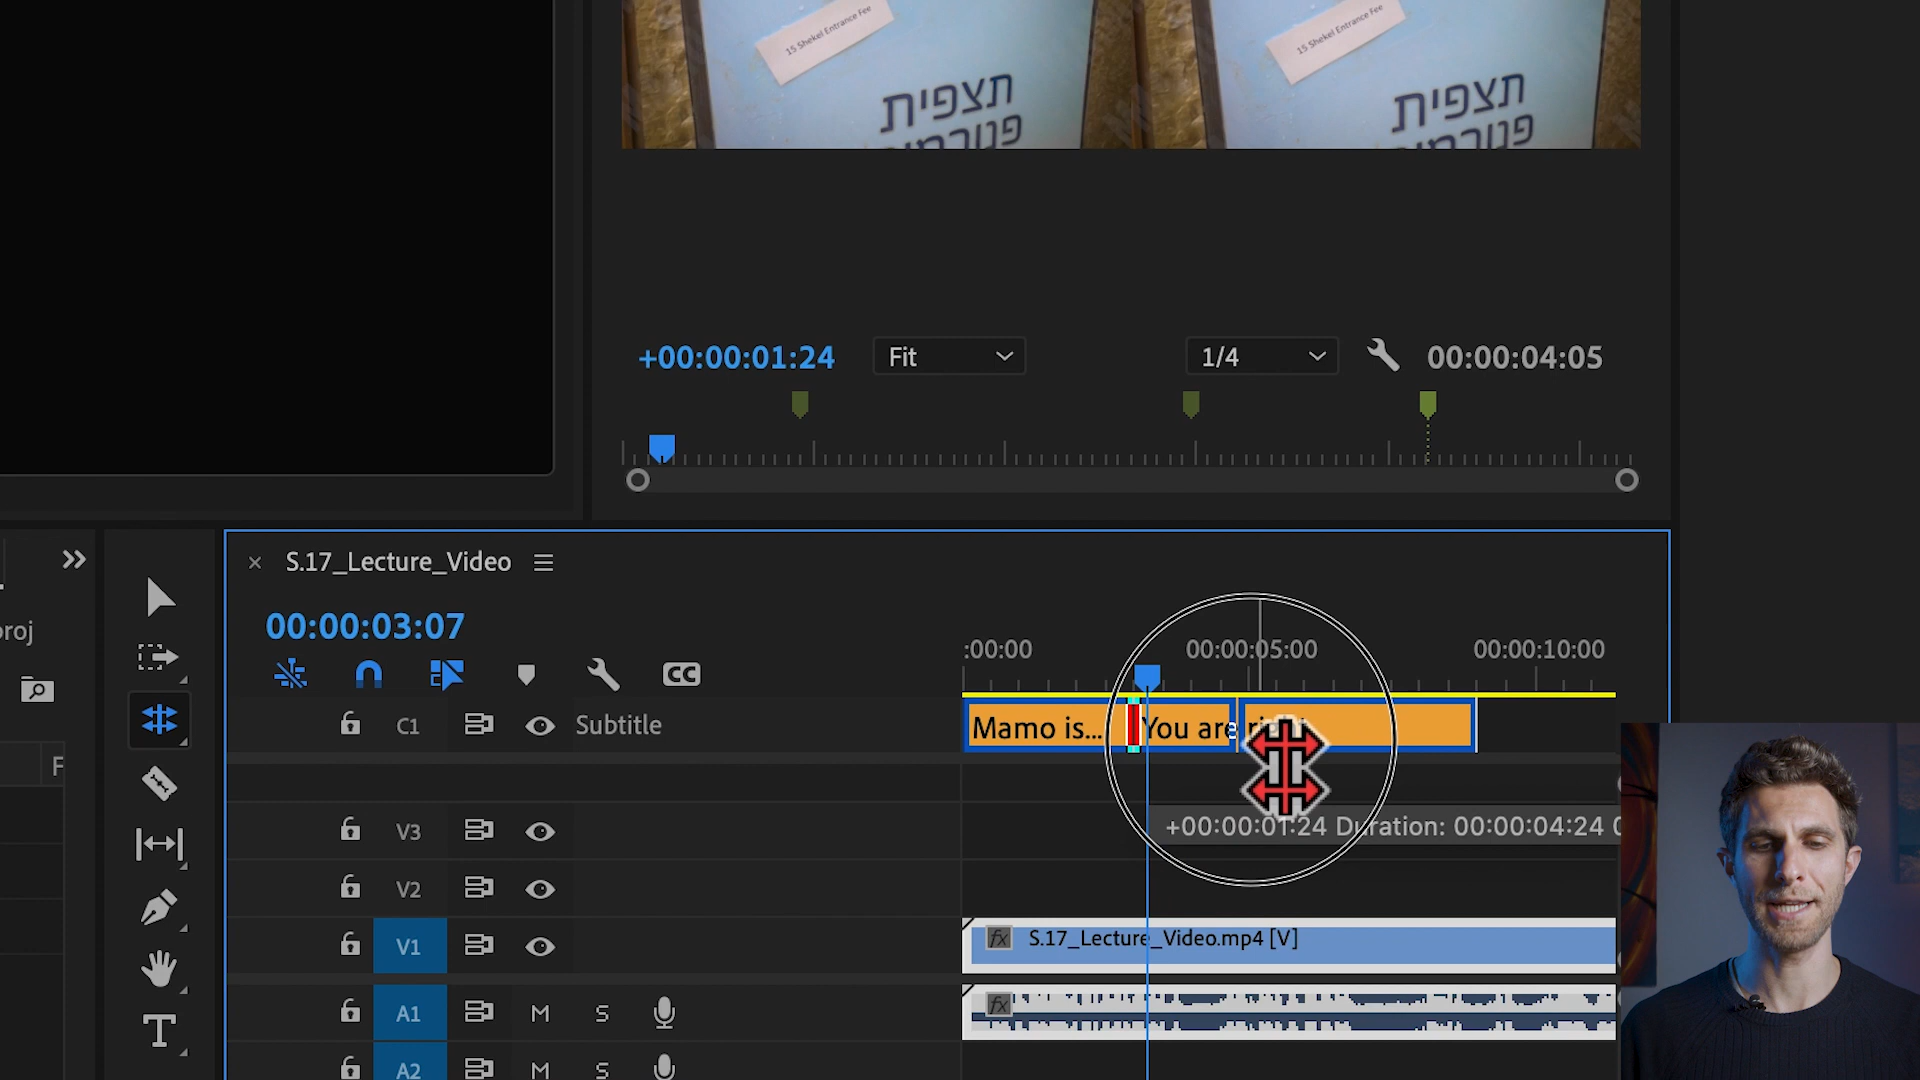 15 Shekel Entrance Fee
תצפית
15 Shekel Entrance Fee
תצפית
+00:00:01:24
Fit
1/4
00:00:04:05
S.17_Lecture_Video
00:00:03:07
:00:00
00:00:05:00
00:00:10:00
CC
roj
F
C1
Subtitle
Mamo is...
You are
V3
+00:00:01:24 Duration: 00:00:04:24
V2
V1
fx
S.17_Lecture_Video.mp4 [V]
A1
M
S
fx
A2
M
S
T